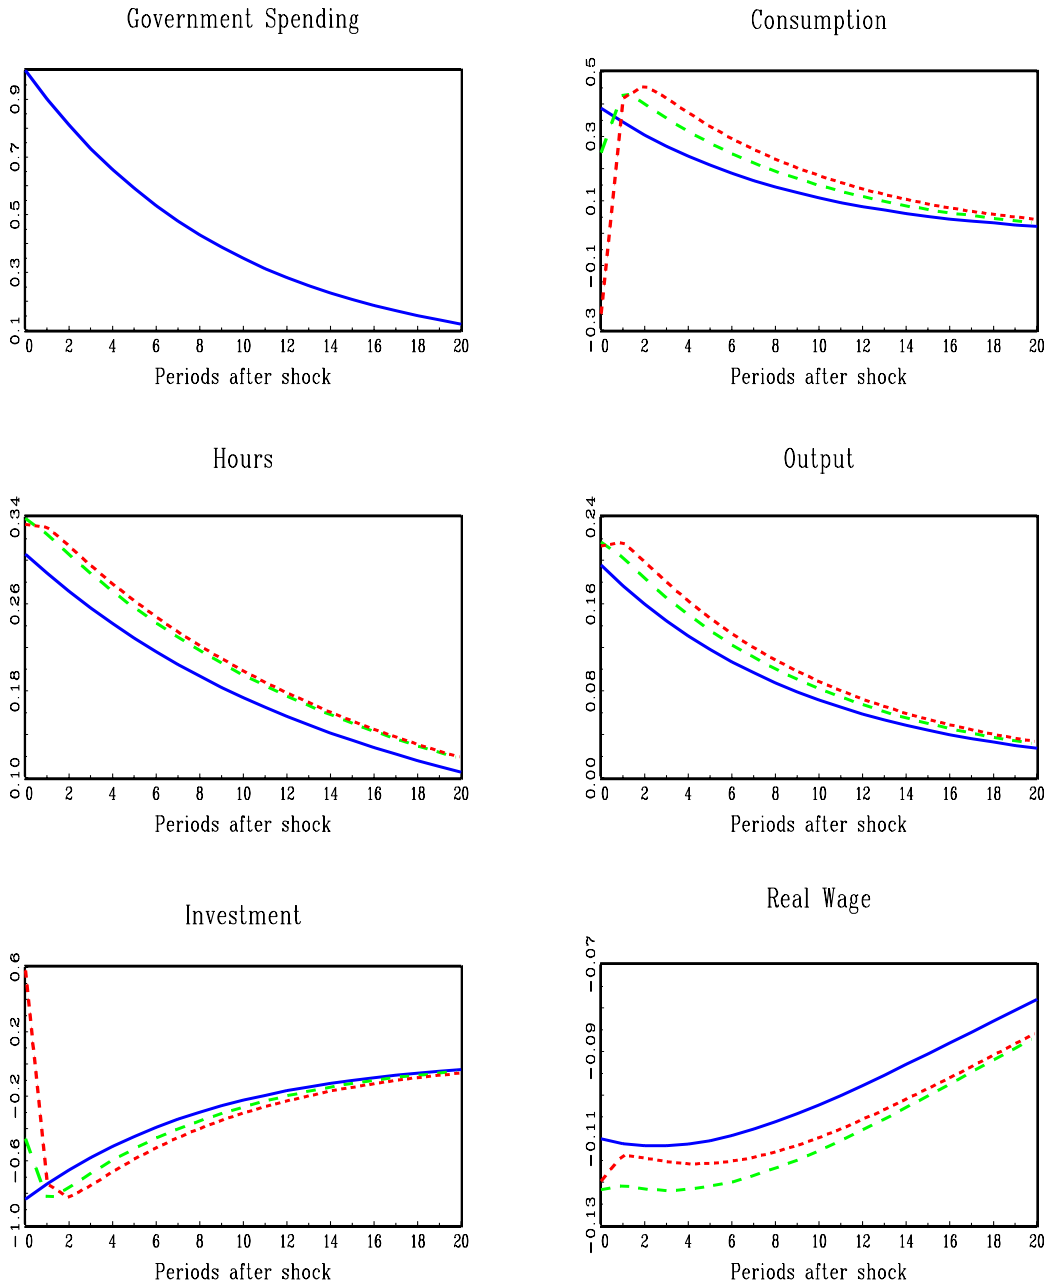 Government Spending
0.9
0.7
0.5
0.3
0.1
0 2 4 6 8 10 12 14 16 18 20
Periods after shock
Consumption
0.5
0.3
0.1
-0.1
-0.3
0 2 4 6 8 10 12 14 16 18 20
Periods after shock
Hours
0.34
0.26
0.18
0.10
0 2 4 6 8 10 12 14 16 18 20
Periods after shock
Output
0.24
0.16
0.08
0.00
0 2 4 6 8 10 12 14 16 18 20
Periods after shock
Investment
0.6
0.2
-0.2
-0.6
-1.0
0 2 4 6 8 10 12 14 16 18 20
Periods after shock
Real Wage
-0.07
-0.09
-0.11
-0.13
0 2 4 6 8 10 12 14 16 18 20
Periods after shock